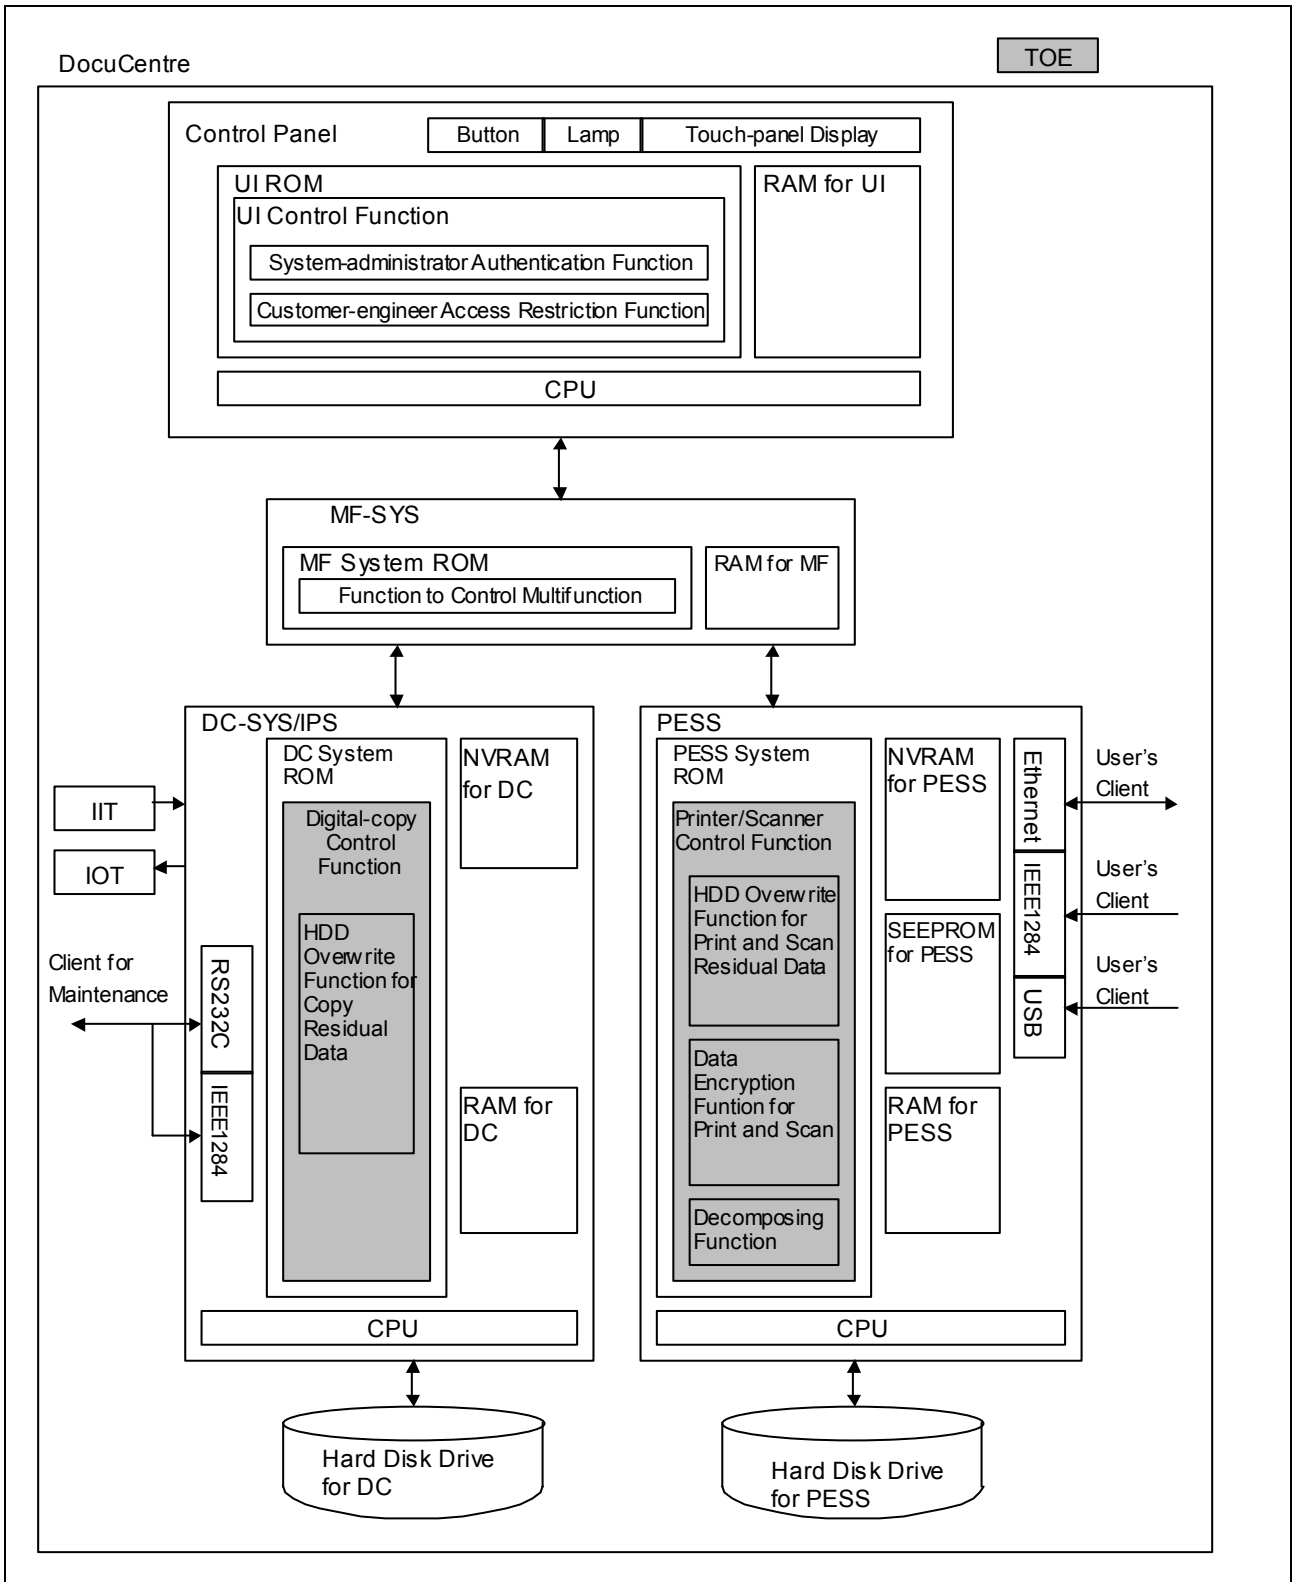 DocuCentre
TOE
Control Panel
Button
Lamp
Touch-panel Display
UI ROM
RAM for UI
UI Control Function
System-administrator Authentication Function
Customer-engineer Access Restriction Function
CPU
MF-SYS
MF System ROM
RAM for MF
Function to Control Multifunction
DC-SYS/IPS
DC System
ROM
NVRAM
for DC
Digital-copy
Control
Function
HDD
Overwrite
Function for
Copy
Residual
Data
RAM for
DC
CPU
IIT
IOT
Client for
Maintenance
RS232C
IEEE1284
PESS
PESS System
ROM
NVRAM
for PESS
Printer/Scanner
Control Function
HDD Overwrite
Function for
Print and Scan
Residual Data
SEEPROM
for PESS
Data
Encryption
Funtion for
Print and Scan
RAM for
PESS
Decomposing
Function
CPU
Ethernet
IEEE1284
USB
User's
Client
User's
Client
User's
Client
Hard Disk Drive
for DC
Hard Disk Drive
for PESS